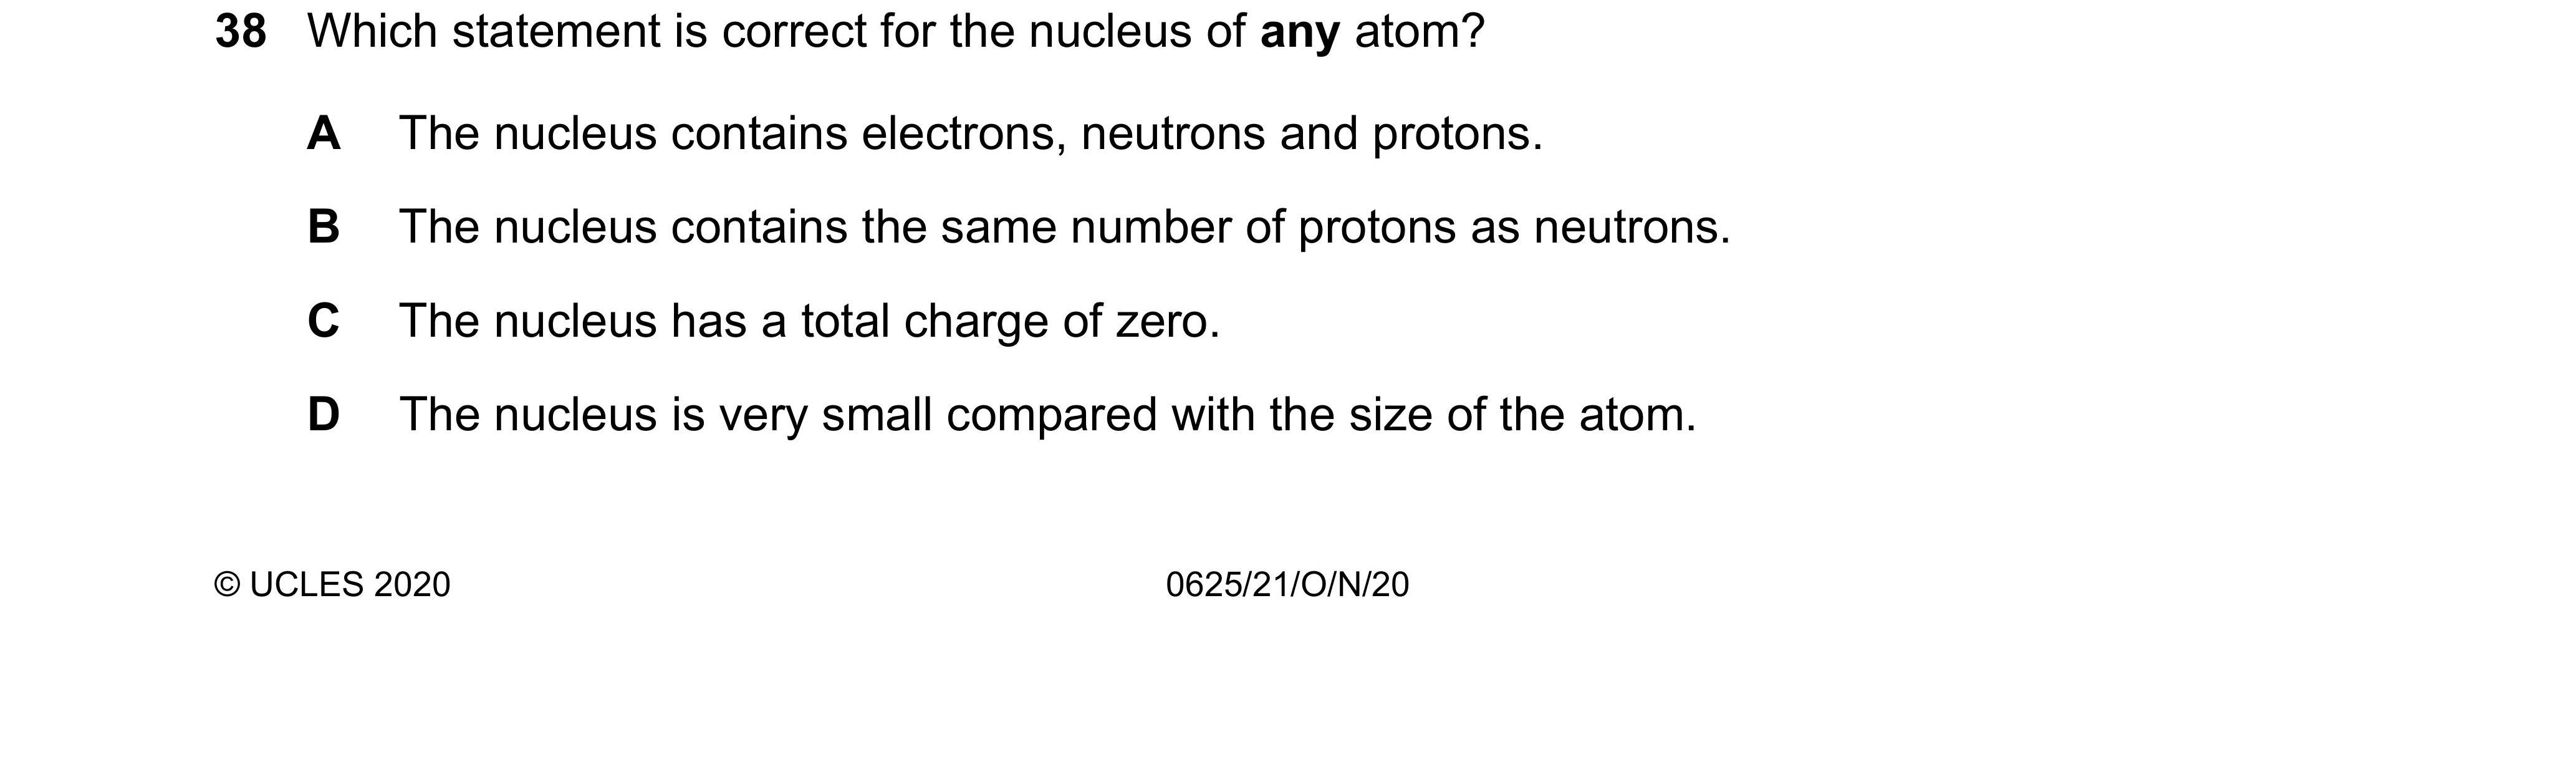 38 Which statement is correct for the nucleus of any atom?
A The nucleus contains electrons, neutrons and protons.
B The nucleus contains the same number of protons as neutrons.
C The nucleus has a total charge of zero.
D The nucleus is very small compared with the size of the atom.
© UCLES 2020 0625/21/O/N/20